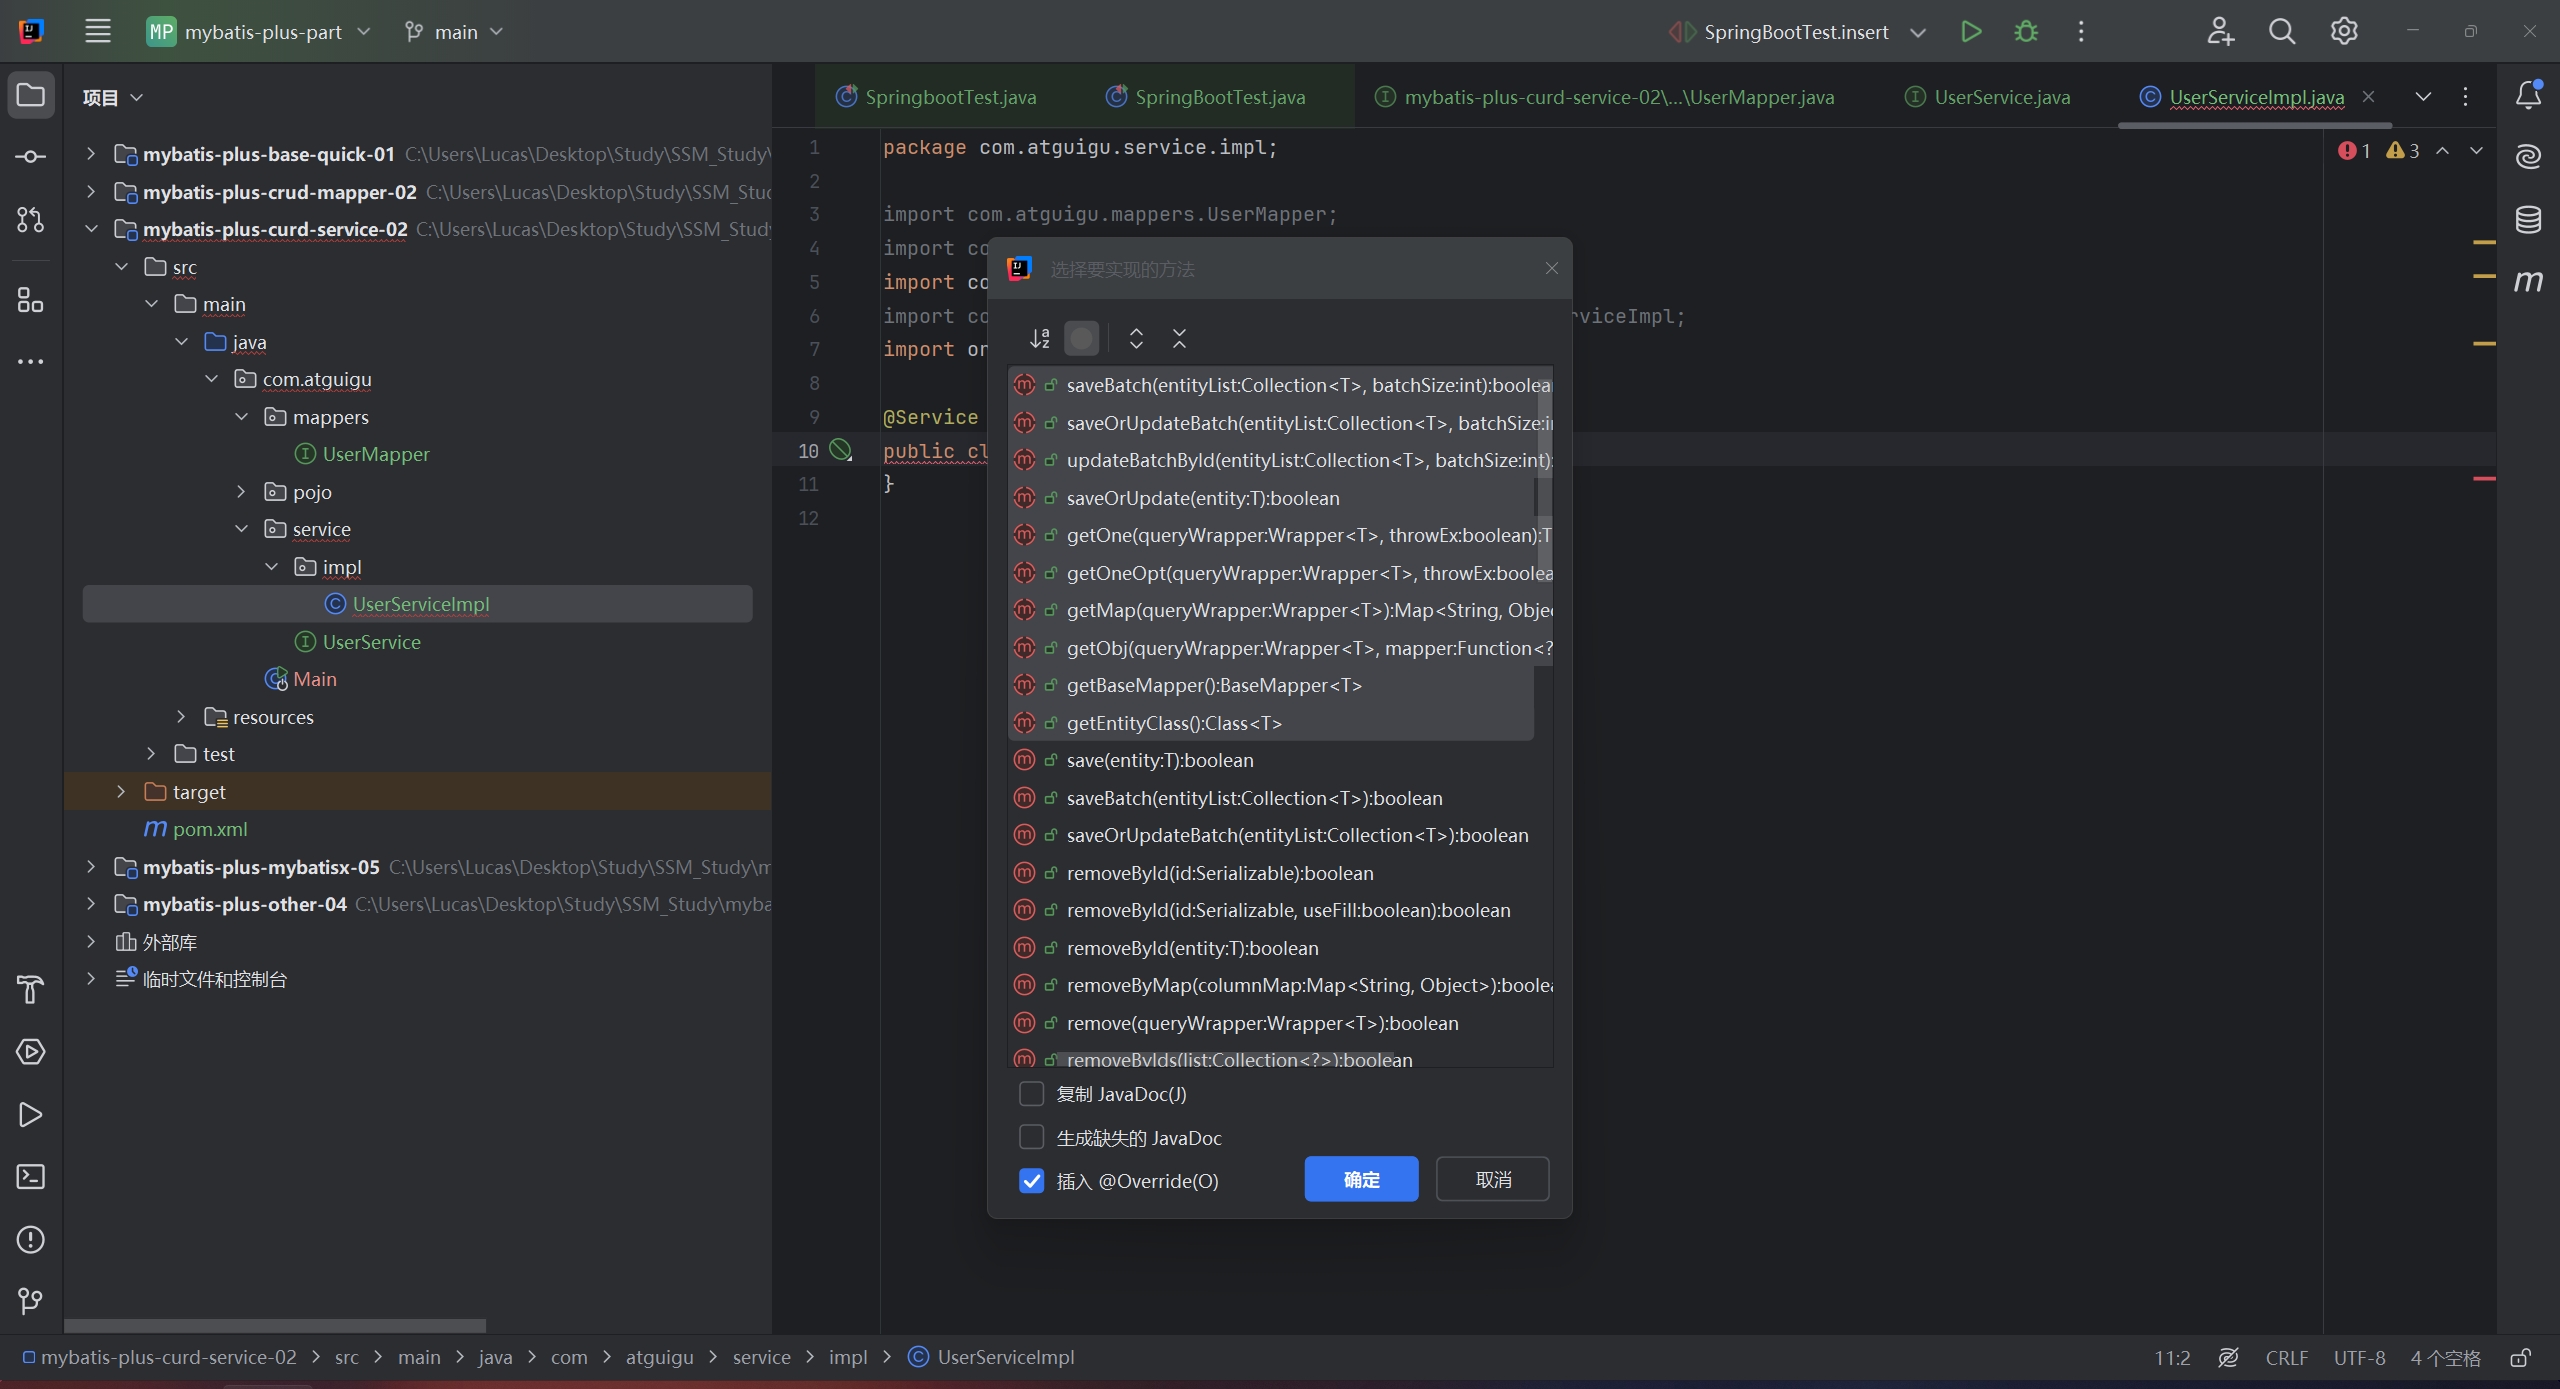 MP mybatis-plus-part
main
SpringBootTest.insert
项目
SpringbootTest.java
SpringBootTest.java
mybatis-plus-curd-service-02\...\UserMapper.java
UserService.java
UserServiceImpl.java
mybatis-plus-base-quick-01 C:\Users\Lucas\Desktop\Study\SSM_Study\
mybatis-plus-crud-mapper-02 C:\Users\Lucas\Desktop\Study\SSM_Stu
mybatis-plus-curd-service-02 C:\Users\Lucas\Desktop\Study\SSM_Study
src
main
java
com.atguigu
mappers
UserMapper
pojo
service
impl
UserServiceImpl
UserService
Main
resources
test
target
pom.xml
mybatis-plus-mybatisx-05 C:\Users\Lucas\Desktop\Study\SSM_Study\m
mybatis-plus-other-04 C:\Users\Lucas\Desktop\Study\SSM_Study\myba
外部库
临时文件和控制台
1 package com.atguigu.service.impl;
2
3 import com.atguigu.mappers.UserMapper;
4 import co
5 import co
6 import co rviceImpl;
7 import or
8
9 @Service
10 public cl
11 }
12
1 3
选择要实现的方法
saveBatch(entityList:Collection<T>, batchSize:int):boolea
saveOrUpdateBatch(entityList:Collection<T>, batchSize:i
updateBatchById(entityList:Collection<T>, batchSize:int):
saveOrUpdate(entity:T):boolean
getOne(queryWrapper:Wrapper<T>, throwEx:boolean):T
getOneOpt(queryWrapper:Wrapper<T>, throwEx:boolea
getMap(queryWrapper:Wrapper<T>):Map<String, Obje
getObj(queryWrapper:Wrapper<T>, mapper:Function<?
getBaseMapper():BaseMapper<T>
getEntityClass():Class<T>
save(entity:T):boolean
saveBatch(entityList:Collection<T>):boolean
saveOrUpdateBatch(entityList:Collection<T>):boolean
removeById(id:Serializable):boolean
removeById(id:Serializable, useFill:boolean):boolean
removeById(entity:T):boolean
removeByMap(columnMap:Map<String, Object>):boolea
remove(queryWrapper:Wrapper<T>):boolean
removeByIds(list:Collection<?>):boolean
复制 JavaDoc(J)
生成缺失的 JavaDoc
插入 @Override(O)
确定
取消
mybatis-plus-curd-service-02 > src > main > java > com > atguigu > service > impl > UserServiceImpl
11:2 CRLF UTF-8 4 个空格